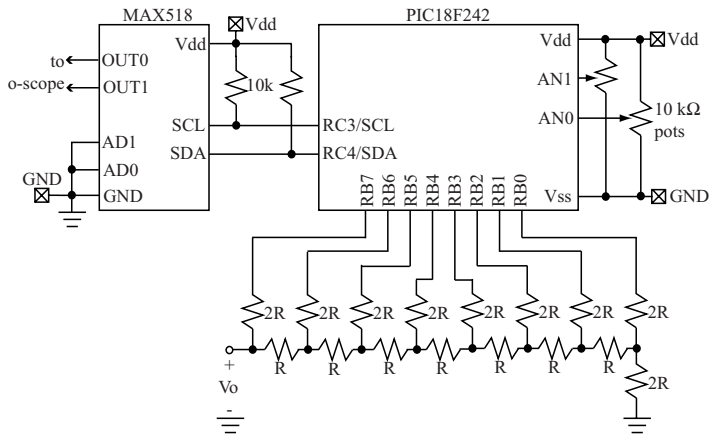 MAX518
Vdd
PIC18F242
to
o-scope
OUT0
OUT1
Vdd
10k
SCL
SDA
AD1
AD0
GND
GND
RC3/SCL
RC4/SDA
Vdd
Vdd
AN1
AN0
10 kΩ
pots
Vss
GND
RB7
RB6
RB5
RB4
RB3
RB2
RB1
RB0
2R
2R
2R
2R
2R
2R
2R
2R
R
R
R
R
R
R
R
+
Vo
-
2R